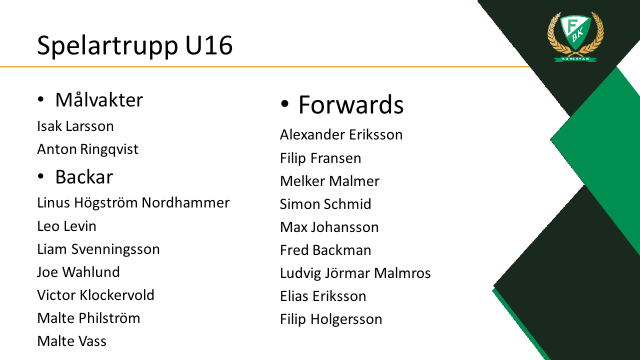 Spelartrupp U16
• Målvakter
Isak Larsson
Anton Ringqvist
• Backar
Linus Högström Nordhammer
Leo Levin
Liam Svenningsson
Joe Wahlund
Victor Klockervold
Malte Philström
Malte Vass
• Forwards
Alexander Eriksson
Filip Fransen
Melker Malmer
Simon Schmid
Max Johansson
Fred Backman
Ludvig Jörmar Malmros
Elias Eriksson
Filip Holgersson
F
BK
KARLSTAD